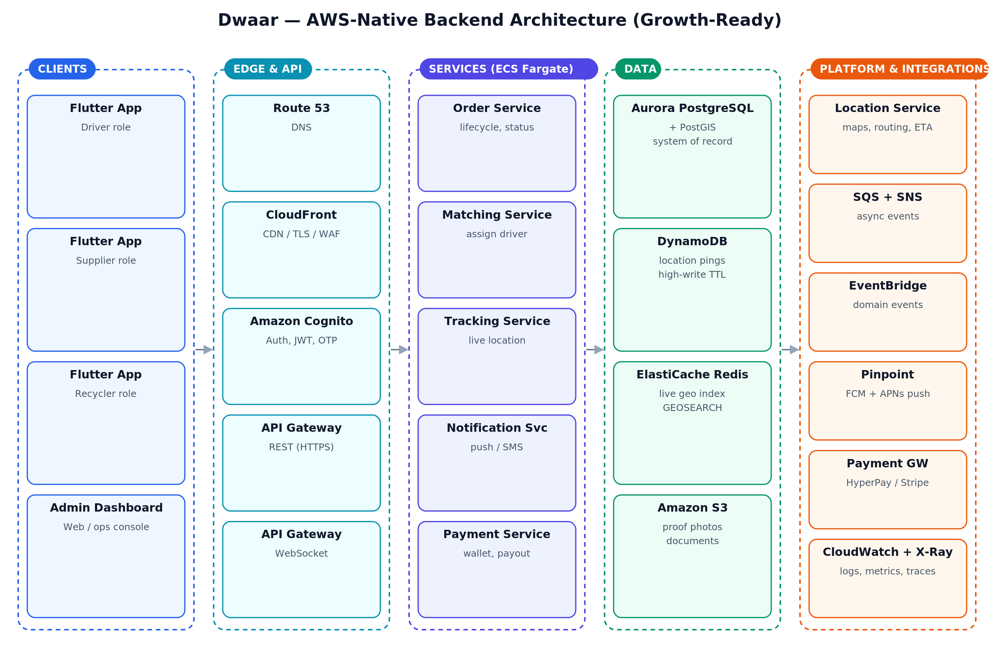 Dwaar — AWS-Native Backend Architecture (Growth-Ready)
CLIENTS
Flutter App
Driver role
Flutter App
Supplier role
Flutter App
Recycler role
Admin Dashboard
Web / ops console
EDGE & API
Route 53
DNS
CloudFront
CDN / TLS / WAF
Amazon Cognito
Auth, JWT, OTP
API Gateway
REST (HTTPS)
API Gateway
WebSocket
SERVICES (ECS Fargate)
Order Service
lifecycle, status
Matching Service
assign driver
Tracking Service
live location
Notification Svc
push / SMS
Payment Service
wallet, payout
DATA
Aurora PostgreSQL
+ PostGIS
system of record
DynamoDB
location pings
high-write TTL
ElastiCache Redis
live geo index
GEOSEARCH
Amazon S3
proof photos
documents
PLATFORM & INTEGRATIONS
Location Service
maps, routing, ETA
SQS + SNS
async events
EventBridge
domain events
Pinpoint
FCM + APNs push
Payment GW
HyperPay / Stripe
CloudWatch + X-Ray
logs, metrics, traces